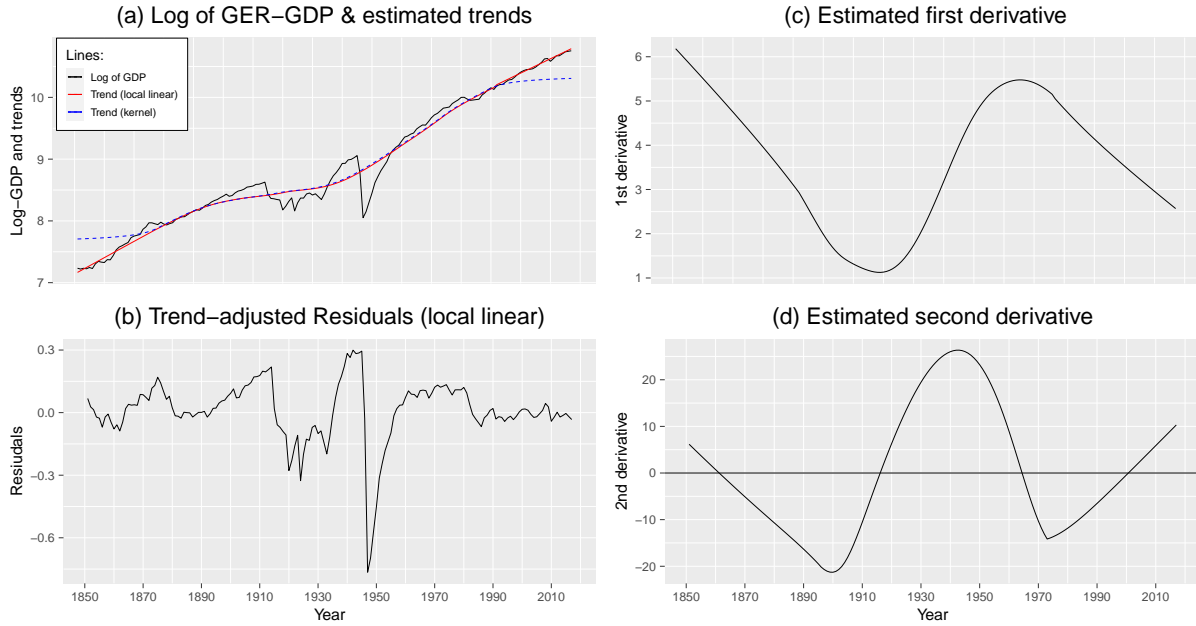 (a) Log of GER−GDP & estimated trends
Lines:
Log of GDP
Trend (local linear)
Trend (kernel)
Log−GDP and trends
10
9
8
7
(c) Estimated first derivative
1st derivative
6
5
4
3
2
1
(b) Trend−adjusted Residuals (local linear)
Resiudals
0.3
0.0
−0.3
−0.6
1850 1870 1890 1910 1930 1950 1970 1990 2010
Year
(d) Estimated second derivative
2nd derivative
20
10
0
−10
−20
1850 1870 1890 1910 1930 1950 1970 1990 2010
Year